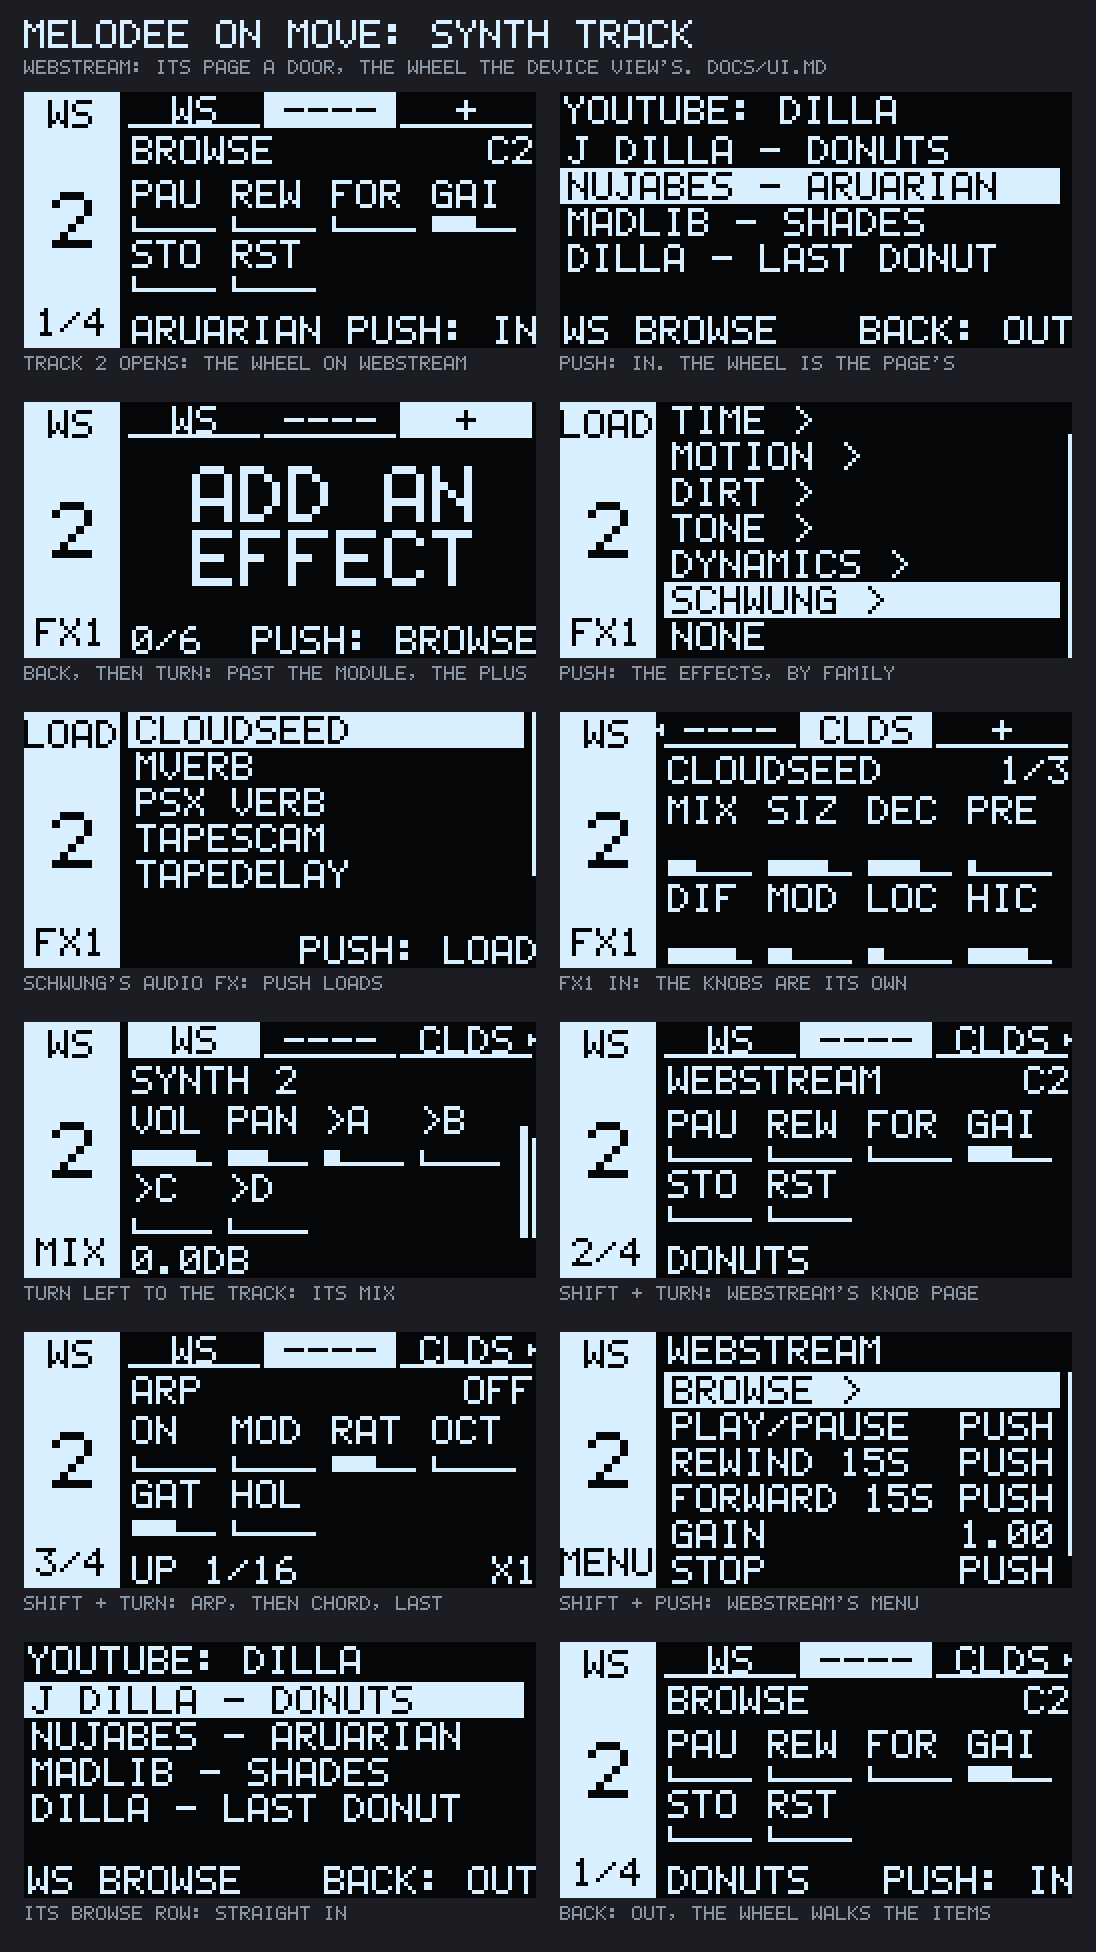 MELODEE ON MOVE: SYNTH TRACK
WEBSTREAM: ITS PAGE A DOOR, THE WHEEL THE DEVICE VIEW'S. DOCS/UI.MD
WS
2
1/4
WS ---- +
BROWSE C2
PAU REW FOR GAI
STO RST
ARUARIAN PUSH: IN
TRACK 2 OPENS: THE WHEEL ON WEBSTREAM
YOUTUBE: DILLA
J DILLA - DONUTS
NUJABES - ARUARIAN
MADLIB - SHADES
DILLA - LAST DONUT
WS BROWSE BACK: OUT
PUSH: IN. THE WHEEL IS THE PAGE'S
WS
2
FX1
WS ---- +
ADD AN
EFFECT
0/6 PUSH: BROWSE
BACK, THEN TURN: PAST THE MODULE, THE PLUS
LOAD
2
FX1
TIME >
MOTION >
DIRT >
TONE >
DYNAMICS >
SCHWUNG >
NONE
PUSH: THE EFFECTS, BY FAMILY
LOAD
2
FX1
CLOUDSEED
MVERB
PSX VERB
TAPESCAM
TAPEDELAY
PUSH: LOAD
SCHWUNG'S AUDIO FX: PUSH LOADS
WS
2
FX1
---- CLDS +
CLOUDSEED 1/3
MIX SIZ DEC PRE
DIF MOD LOC HIC
FX1 IN: THE KNOBS ARE ITS OWN
WS
2
MIX
WS ---- CLDS
SYNTH 2
VOL PAN >A >B
>C >D
0.0DB
TURN LEFT TO THE TRACK: ITS MIX
WS
2
2/4
WS ---- CLDS
WEBSTREAM C2
PAU REW FOR GAI
STO RST
DONUTS
SHIFT + TURN: WEBSTREAM'S KNOB PAGE
WS
2
3/4
WS ---- CLDS
ARP OFF
ON MOD RAT OCT
GAT HOL
UP 1/16 X1
SHIFT + TURN: ARP, THEN CHORD, LAST
WS
2
MENU
WEBSTREAM
BROWSE >
PLAY/PAUSE PUSH
REWIND 15S PUSH
FORWARD 15S PUSH
GAIN 1.00
STOP PUSH
SHIFT + PUSH: WEBSTREAM'S MENU
YOUTUBE: DILLA
J DILLA - DONUTS
NUJABES - ARUARIAN
MADLIB - SHADES
DILLA - LAST DONUT
WS BROWSE BACK: OUT
ITS BROWSE ROW: STRAIGHT IN
WS
2
1/4
WS ---- CLDS
BROWSE C2
PAU REW FOR GAI
STO RST
DONUTS PUSH: IN
BACK: OUT, THE WHEEL WALKS THE ITEMS